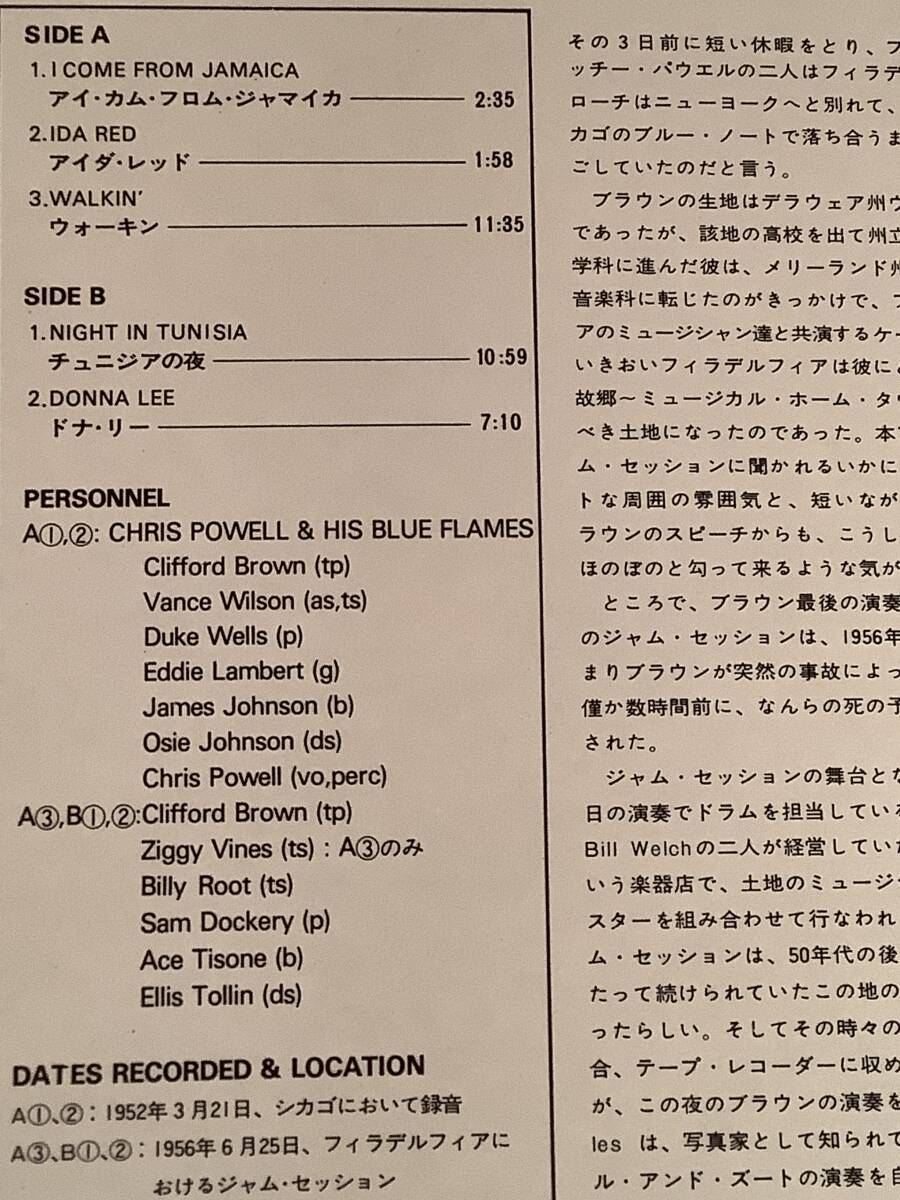 SIDE A
1. I COME FROM JAMAICA
アイ・カム・フロム・ジャマイカ 2:35
2. IDA RED
アイダ・レッド 1:58
3. WALKIN'
ウォーキン 11:35
SIDE B
1. NIGHT IN TUNISIA
チュニジアの夜 10:59
2. DONNA LEE
ドナ・リー 7:10
PERSONNEL
A①,②: CHRIS POWELL & HIS BLUE FLAMES
Clifford Brown (tp)
Vance Wilson (as,ts)
Duke Wells (p)
Eddie Lambert (g)
James Johnson (b)
Osie Johnson (ds)
Chris Powell (vo,perc)
A③,B①,②:Clifford Brown (tp)
Ziggy Vines (ts) : A③のみ
Billy Root (ts)
Sam Dockery (p)
Ace Tisone (b)
Ellis Tollin (ds)
DATES RECORDED & LOCATION
A①、②：1952年3月21日、シカゴにおいて録音
A③、B①、②：1956年6月25日、フィラデルフィアに
おけるジャム・セッション
その3日前に短い休暇をとり、フ
ッチー・パウエルの二人はフィラデ
ローチはニューヨークへと別れて、
カゴのブルー・ノートで落ち合うま
ごしていたのだと言う。
ブラウンの生地はデラウェア州ウ
であったが、該地の高校を出て州立
学科に進んだ彼は、メリーランド州
音楽科に転じたのがきっかけで、フ
アのミュージシャン達と共演するケー
いきおいフィラデルフィアは彼にと
故郷～ミュージカル・ホーム・タウ
べき土地になったのであった。本
ム・セッションに聞かれるいかに
トな周囲の雰囲気と、短いなが
ラウンのスピーチからも、こうし
ほのぼのと匂って来るような気が
ところで、ブラウン最後の演奏
のジャム・セッションは、1956年
まりブラウンが突然の事故によっ
僅か数時間前に、なんらの死の予
された。
ジャム・セッションの舞台とな
日の演奏でドラムを担当している
Bill Welchの二人が経営していた
いう楽器店で、土地のミュージシ
スターを組み合わせて行なわれ
ム・セッションは、50年代の後
たって続けられていたこの地の
ったらしい。そしてその時々の
合、テープ・レコーダーに収め
が、この夜のブラウンの演奏を
les は、写真家として知られて
ル・アンド・ズートの演奏を自